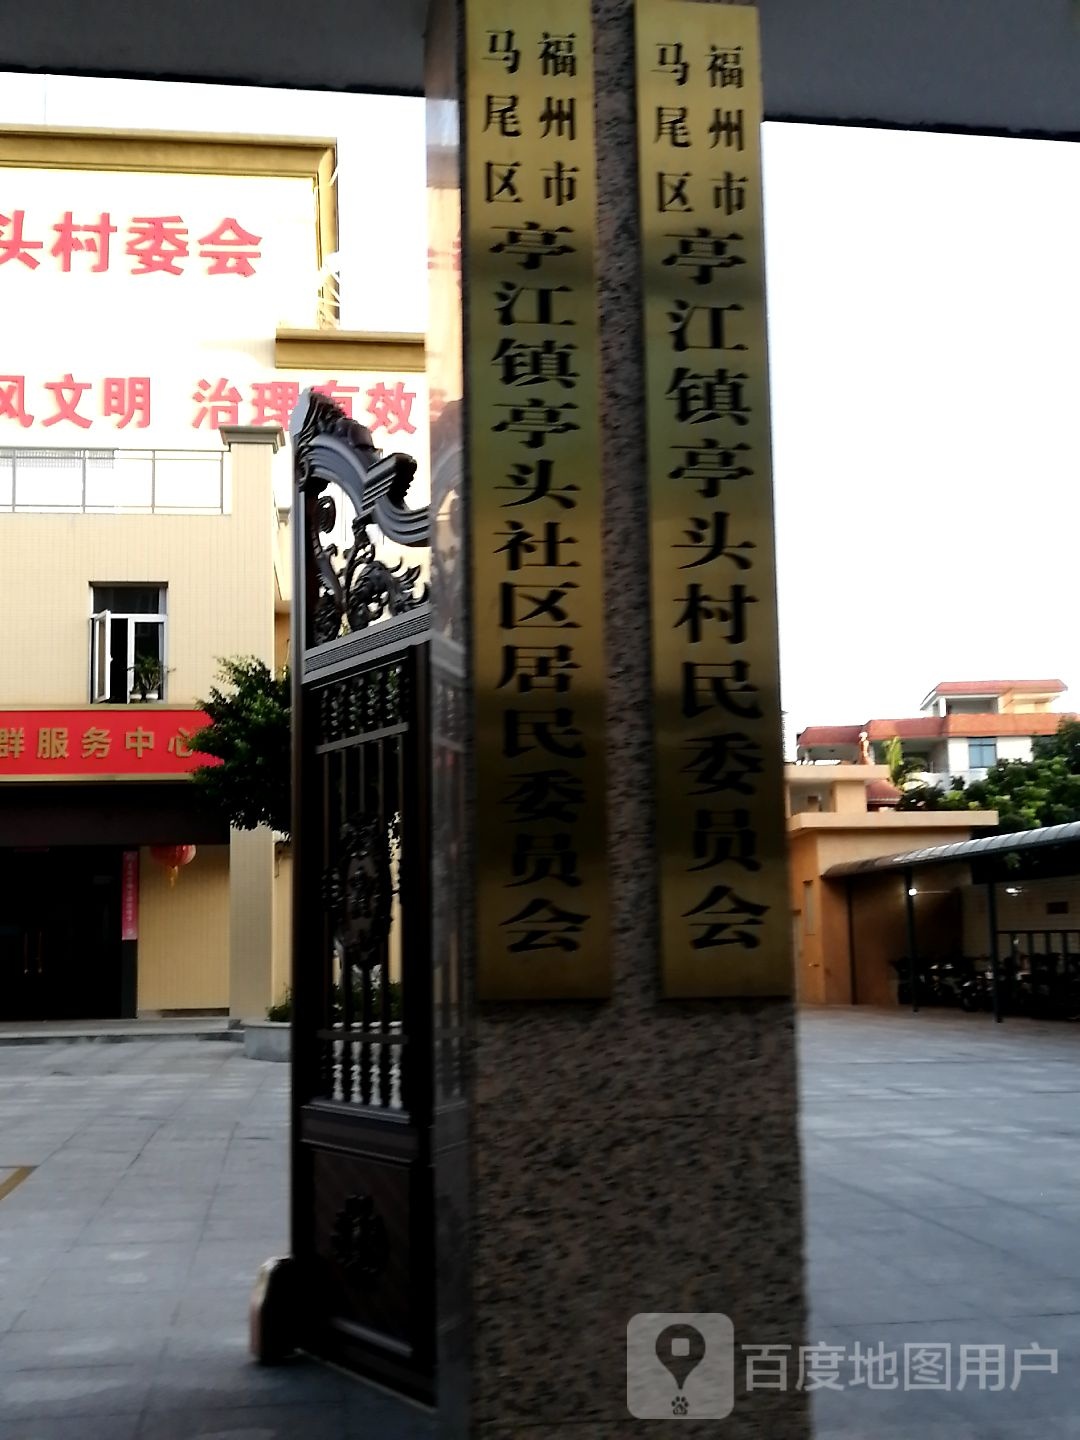 福州市
马尾区
亭江镇亭头村民委员会
福州市
马尾区
亭江镇亭头社区居民委员会
头村委会
风文明 治理有效
群服务中心
百度地图用户